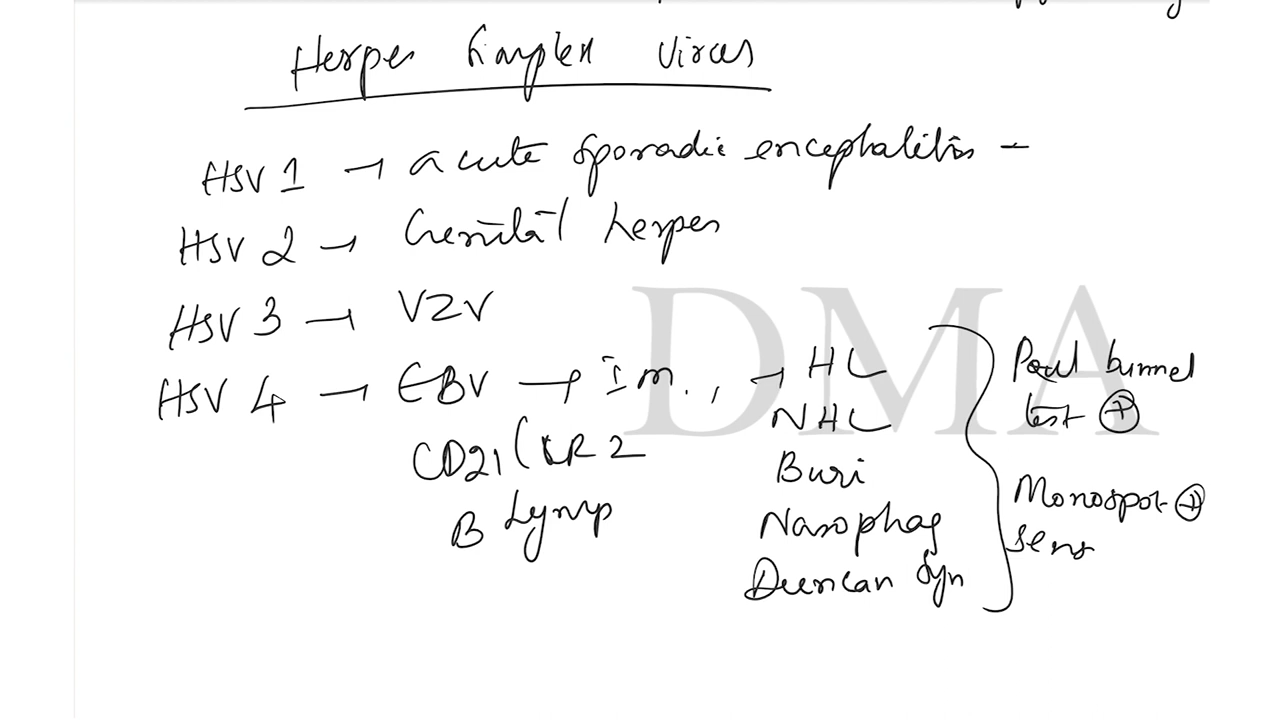 Herpes Simplex Virus
HSV 1 → acute sporadic encephalitis –
HSV 2 → Genital herpes
HSV 3 → VZV
HSV 4 → EBV → I m. , → HL
NHL
CD21 ( CR 2
B Lymp
Buri
Nasophag
Duncan Syn
Paul bunnel
test ⊕
Monospot ⊕
sens
DMA